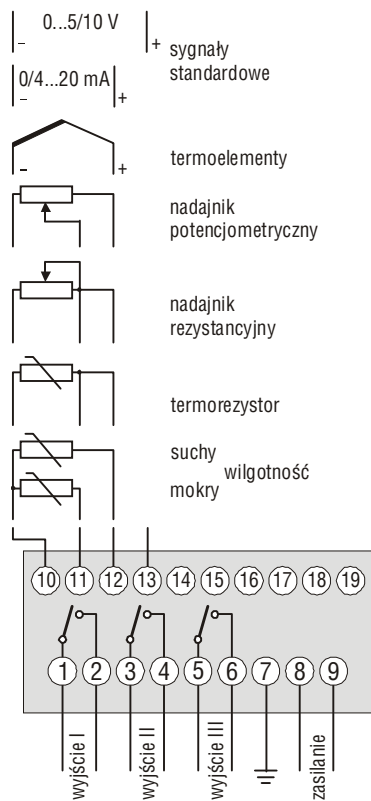 0...5/10 V
- +
sygnały
standardowe
0/4...20 mA
- +
termoelementy
- +
nadajnik
potencjometryczny
nadajnik
rezystancyjny
termorezystor
suchy
wilgotność
mokry
10 11 12 13 14 15 16 17 18 19
1 2 3 4 5 6 7 8 9
wyjście I
wyjście II
wyjście III
zasilanie